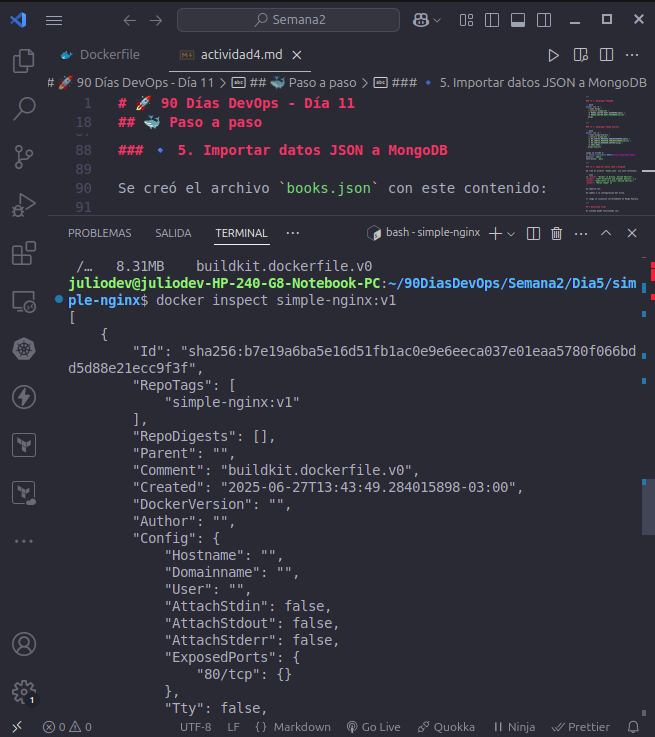 Semana2
Dockerfile
actividad4.md
# 🚀 90 Días DevOps - Día 11 > ## 🐳 Paso a paso > ### 🔹 5. Importar datos JSON a MongoDB
1 # 🚀 90 Días DevOps - Día 11
18 ## 🐳 Paso a paso
88 ### 🔹 5. Importar datos JSON a MongoDB
89
90 Se creó el archivo `books.json` con este contenido:
91
PROBLEMAS SALIDA TERMINAL ··· bash - simple-nginx
/… 8.31MB buildkit.dockerfile.v0
juliodev@juliodev-HP-240-G8-Notebook-PC:~/90DiasDevOps/Semana2/Dia5/sim
ple-nginx$ docker inspect simple-nginx:v1
[
{
"Id": "sha256:b7e19a6ba5e16d51fb1ac0e9e6eeca037e01eaa5780f066bd
d5d88e21ecc9f3f",
"RepoTags": [
"simple-nginx:v1"
],
"RepoDigests": [],
"Parent": "",
"Comment": "buildkit.dockerfile.v0",
"Created": "2025-06-27T13:43:49.284015898-03:00",
"DockerVersion": "",
"Author": "",
"Config": {
"Hostname": "",
"Domainname": "",
"User": "",
"AttachStdin": false,
"AttachStdout": false,
"AttachStderr": false,
"ExposedPorts": {
"80/tcp": {}
},
"Tty": false,
1
0 0 UTF-8 LF {} Markdown Go Live Quokka Ninja Prettier